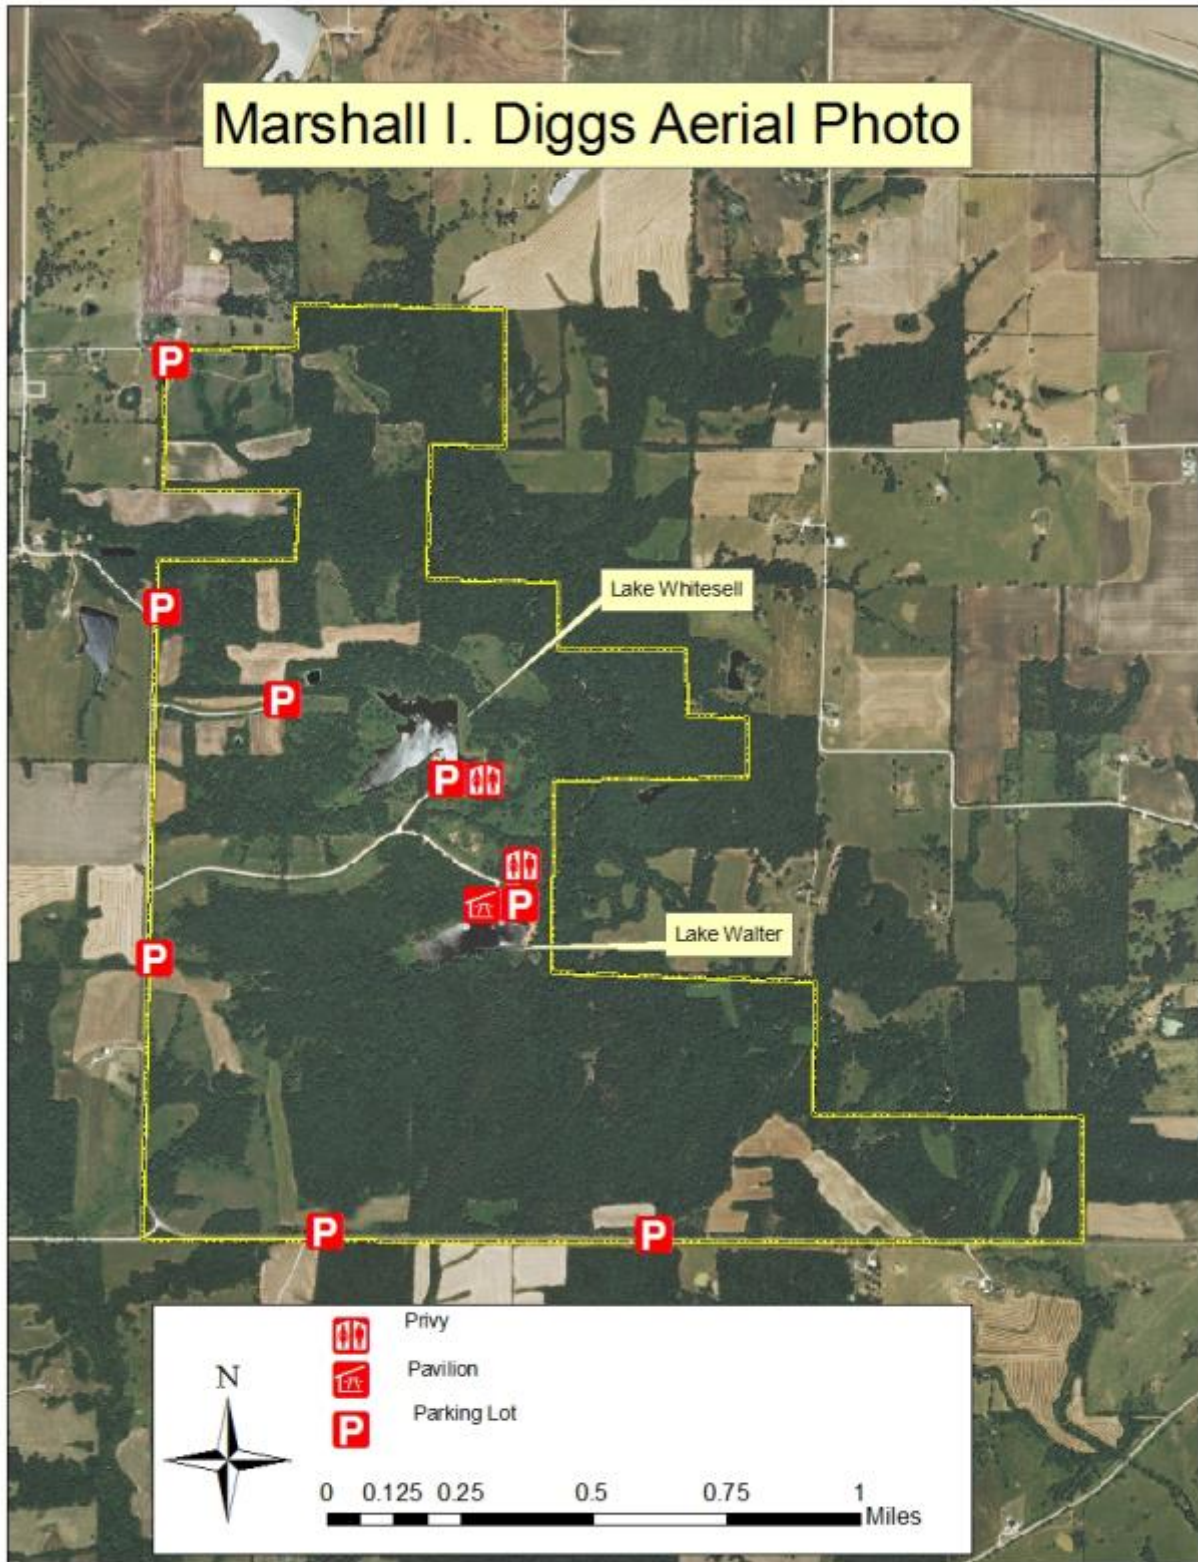 Marshall I. Diggs Aerial Photo
P
P
Lake Whitesell
P
P
P
Lake Walter
P
P
P
N
Privy
Pavilion
P Parking Lot
0 0.125 0.25 0.5 0.75 1
Miles